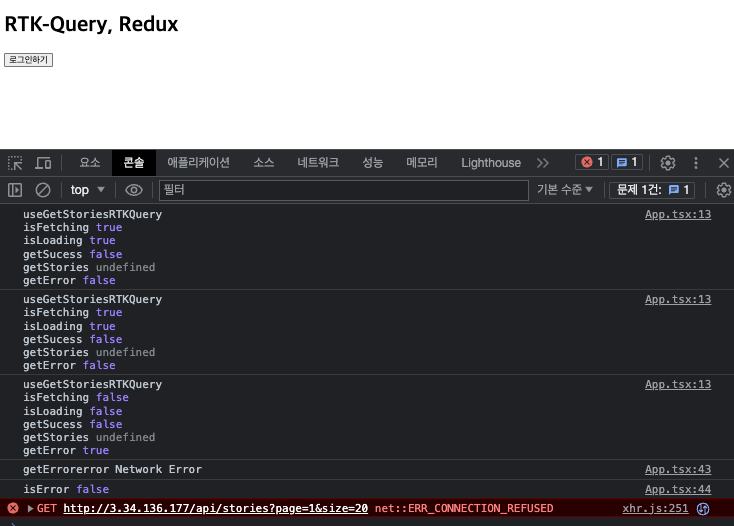 RTK-Query, Redux
로그인하기
요소 콘솔 애플리케이션 소스 네트워크 성능 메모리 Lighthouse 1 1
top 필터 기본 수준 문제 1건: 1
useGetStoriesRTKQuery App.tsx:13
isFetching true
isLoading true
getSucess false
getStories undefined
getError false
useGetStoriesRTKQuery App.tsx:13
isFetching true
isLoading true
getSucess false
getStories undefined
getError false
useGetStoriesRTKQuery App.tsx:13
isFetching false
isLoading false
getSucess false
getStories undefined
getError true
getErrorerror Network Error App.tsx:43
isError false App.tsx:44
GET http://3.34.136.177/api/stories?page=1&size=20 net::ERR_CONNECTION_REFUSED xhr.js:251